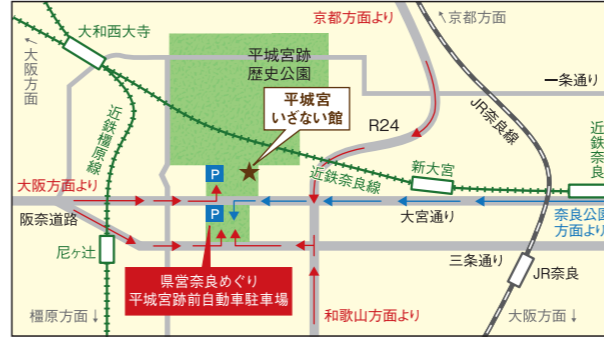 京都方面より
↖京都方面
大和西大寺
↖大阪方面
平城宮跡
歴史公園
一条通り
平城宮
いざない館
R24
JR奈良線
近鉄橿原線
P
近鉄奈良線
新大宮
近鉄奈良
大阪方面より
阪奈道路
P
大宮通り
奈良公園
方面より
尼ヶ辻
三条通り
県営奈良めぐり
平城宮跡前自動車駐車場
JR奈良
橿原方面↓
和歌山方面より
大阪方面↓